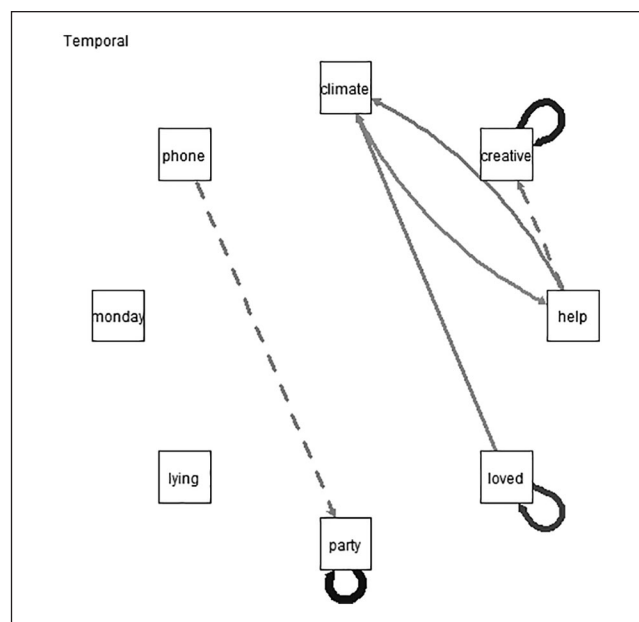 Temporal
climate
phone
creative
monday
help
lying
loved
party